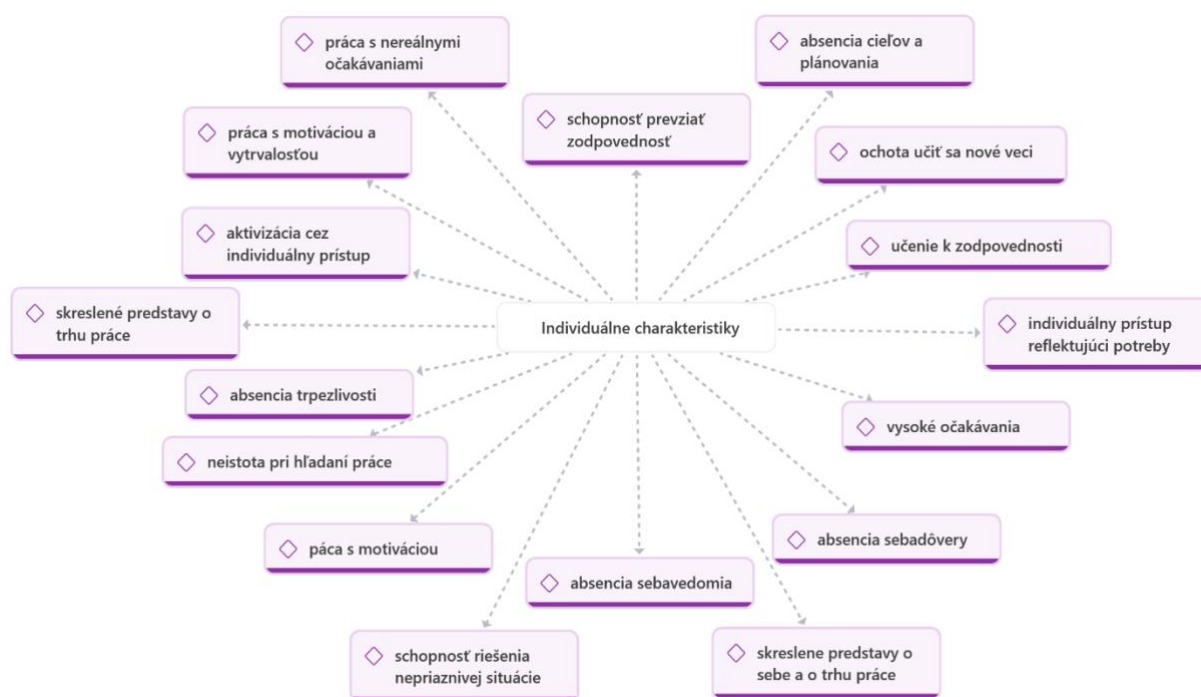 práca s nereálnymi
očakávaniami
absencia cieľov a
plánovania
schopnosť prevziať
zodpovednosť
práca s motiváciou a
vytrvalosťou
ochota učiť sa nové veci
aktivizácia cez
individuálny prístup
učenie k zodpovednosti
skreslené predstavy o
trhu práce
Individuálne charakteristiky
individuálny prístup
reflektujúci potreby
absencia trpezlivosti
vysoké očakávania
neistota pri hľadaní práce
páca s motiváciou
absencia sebadôvery
absencia sebavedomia
schopnosť riešenia
nepriaznivej situácie
skreslene predstavy o
sebe a o trhu práce